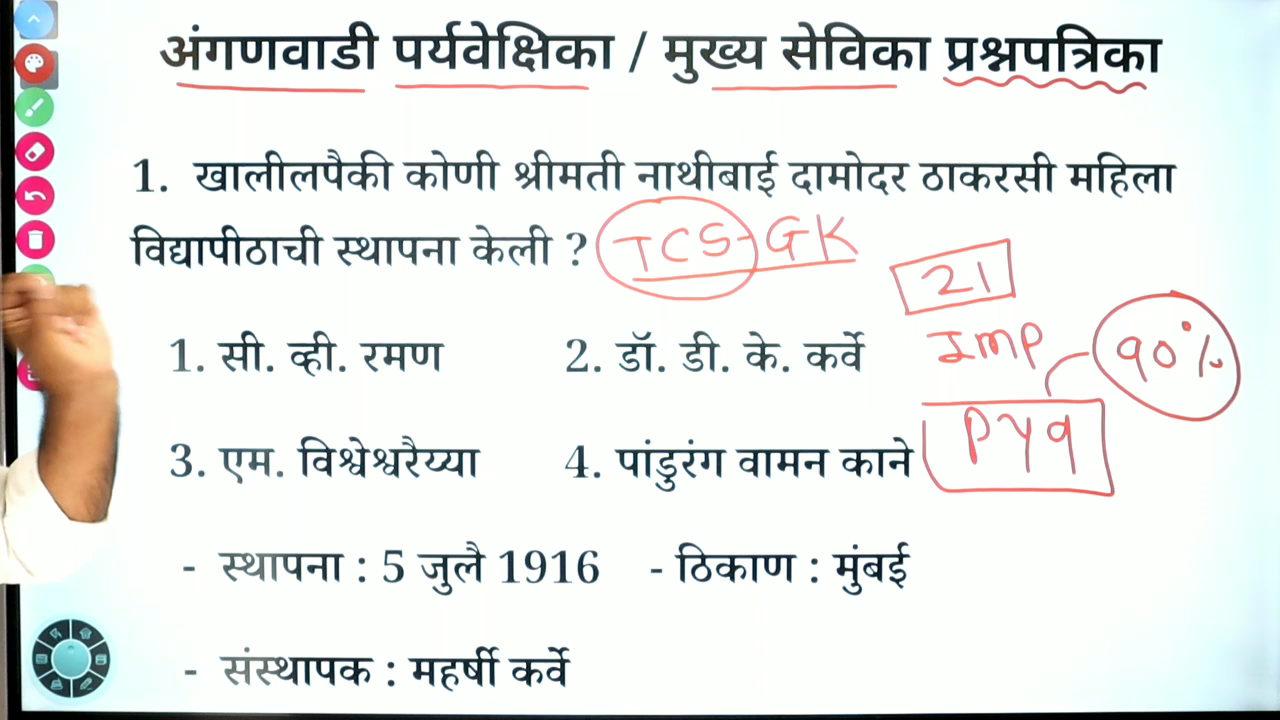 अंगणवाडी पर्यवेक्षिका / मुख्य सेविका प्रश्नपत्रिका
1. खालीलपैकी कोणी श्रीमती नाथीबाई दामोदर ठाकरसी महिला
विद्यापीठाची स्थापना केली ? TCS-GK
21
1. सी. व्ही. रमण 2. डॉ. डी. के. कर्वे
Imp 90%
3. एम. विश्वेश्वरैय्या 4. पांडुरंग वामन काने
PYq
- स्थापना : 5 जुलै 1916 - ठिकाण : मुंबई
- संस्थापक : महर्षी कर्वे